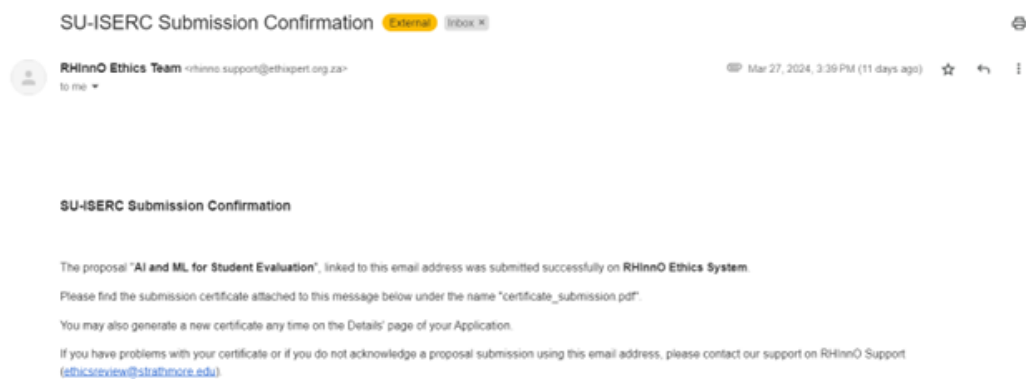 SU-ISERC Submission Confirmation External Inbox ×
RHInnO Ethics Team <rhinno.support@ethixpert.org.za> Mar 27, 2024, 3:39 PM (11 days ago)
to me
SU-ISERC Submission Confirmation
The proposal "AI and ML for Student Evaluation", linked to this email address was submitted successfully on RHInnO Ethics System.
Please find the submission certificate attached to this message below under the name "certificate_submission.pdf".
You may also generate a new certificate any time on the Details' page of your Application.
If you have problems with your certificate or if you do not acknowledge a proposal submission using this email address, please contact our support on RHInnO Support
(ethicsreview@strathmore.edu).